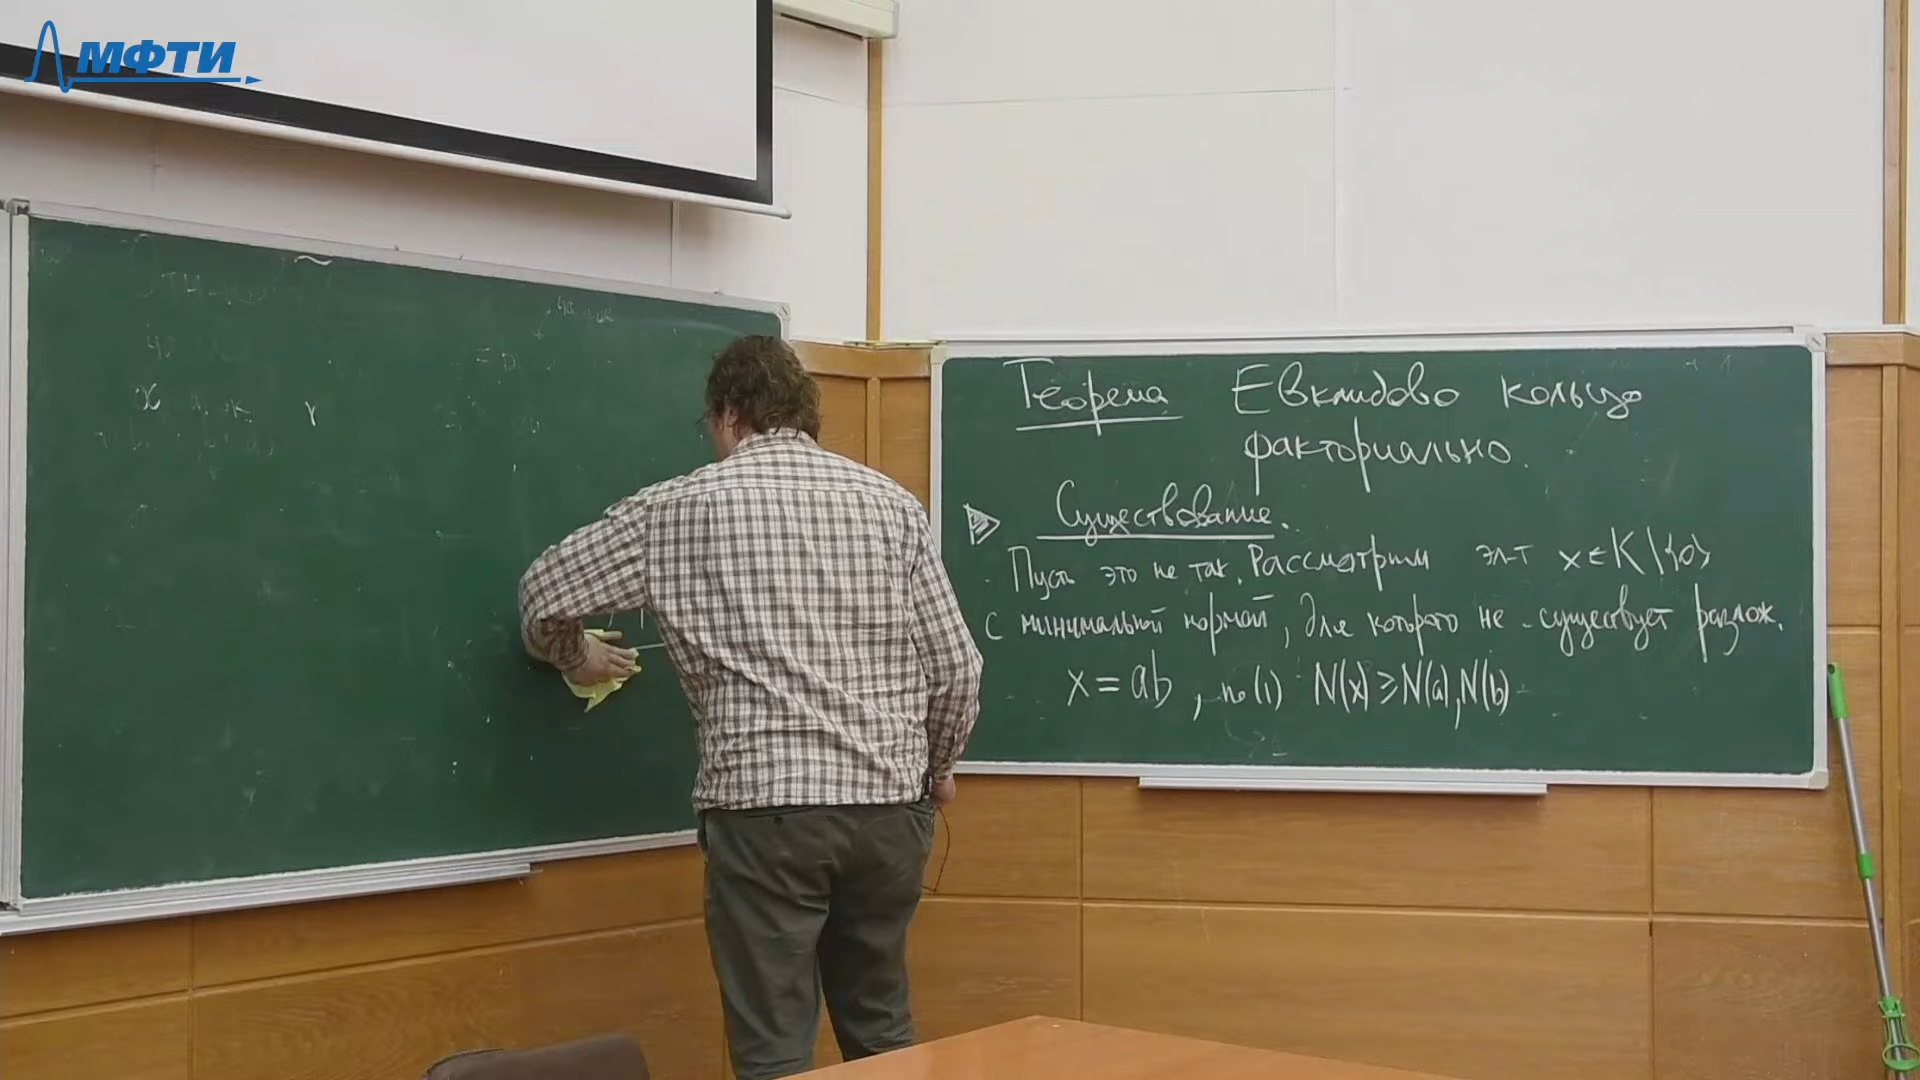 МФТИ
Теорема Евклидово кольцо
факториально.
Существование.
Пусть это не так. Рассмотрим эл-т x ∈ K \ {0}
с минимальной нормой, для которого не существует разлож.
x = ab, по (1) N(x) ≥ N(a), N(b)